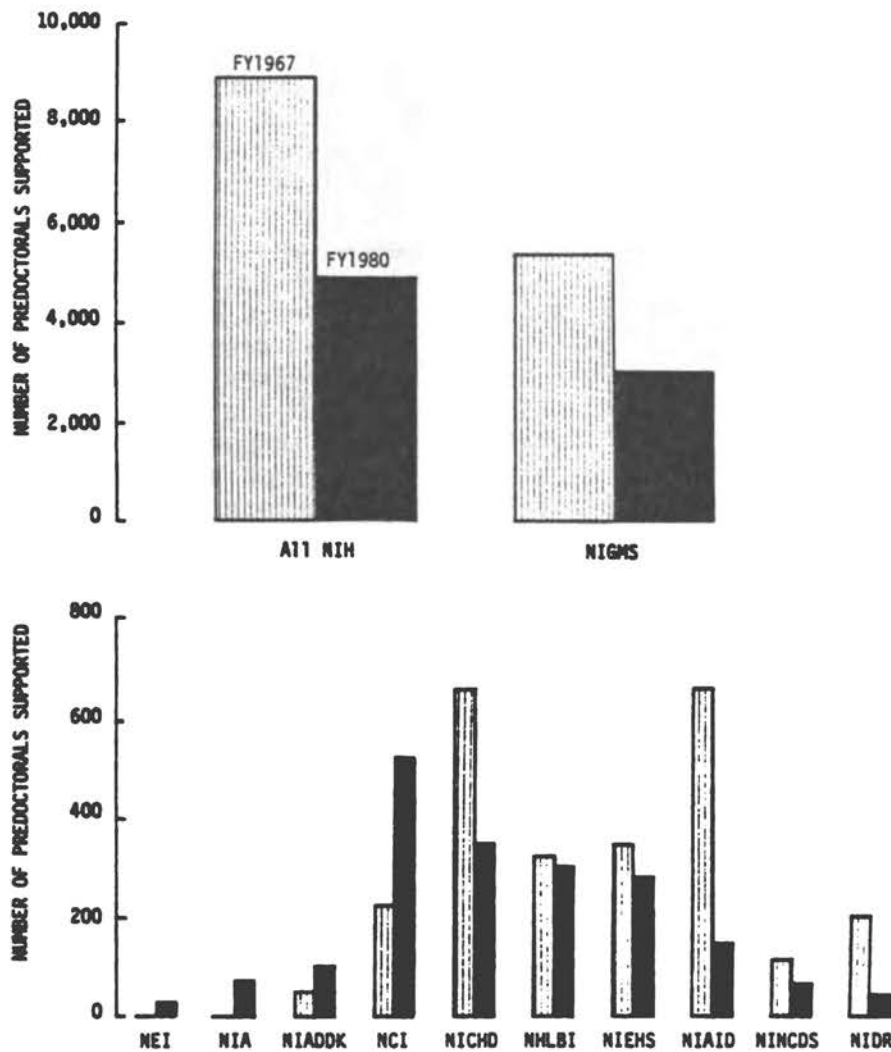 NUMBER OF PREDOCTORALS SUPPORTED
10,000
8,000
6,000
4,000
2,000
0
FY1967
FY1980
All NIH
NIGMS
NUMBER OF PREDOCTORALS SUPPORTED
800
600
400
200
0
NEI NIA NIADDK NCI NICHD NHLBI NIEHS NIAID NINCDS NIDR